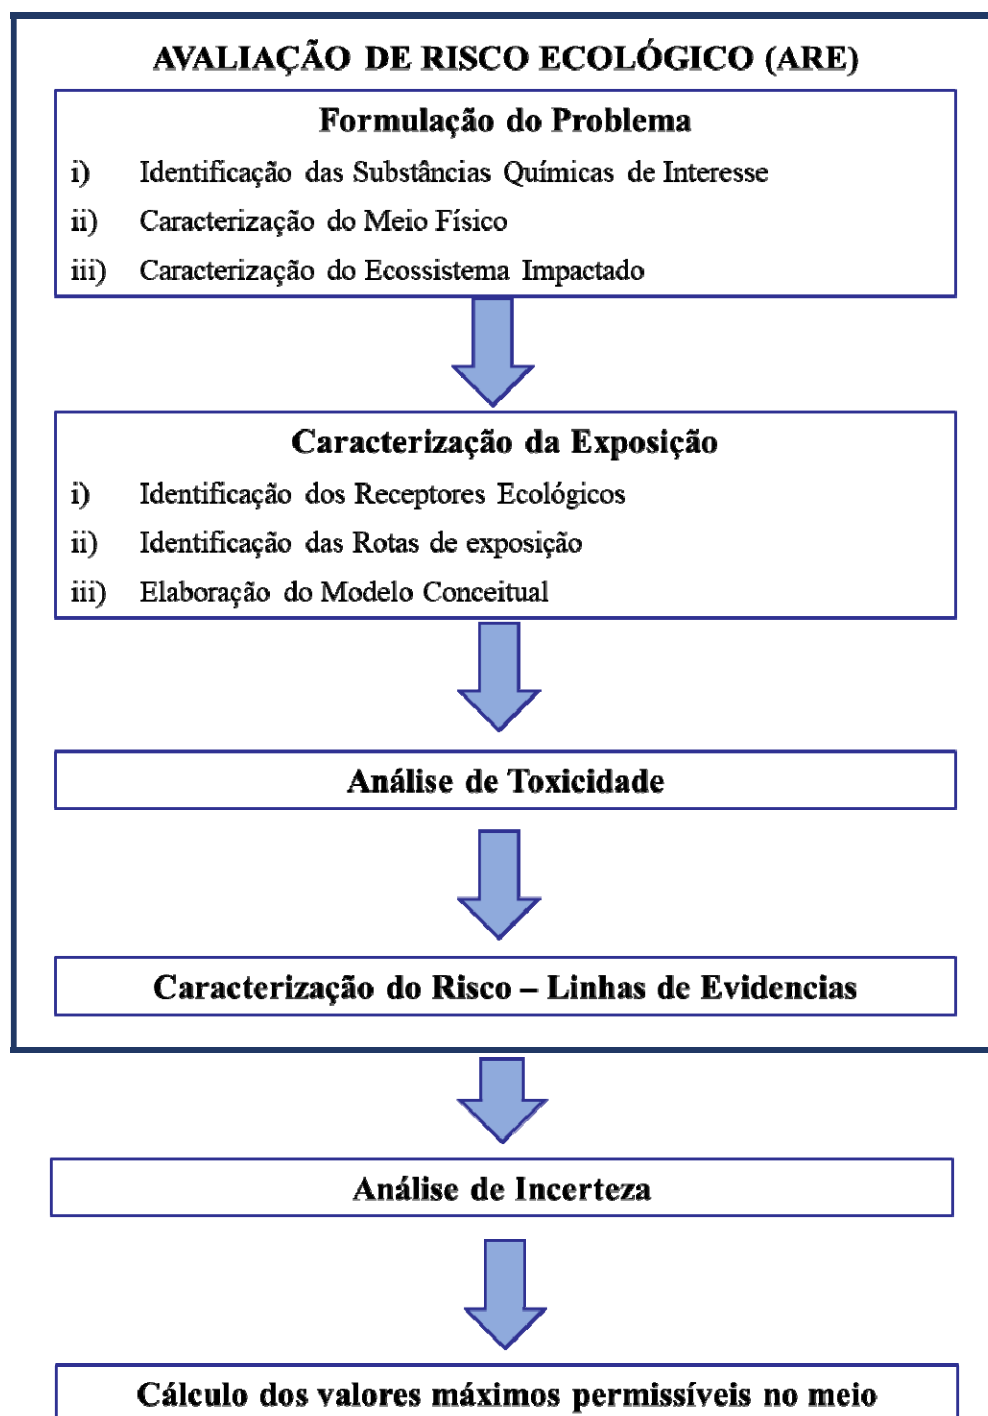 AVALIAÇÃO DE RISCO ECOLÓGICO (ARE)
Formulação do Problema
i) Identificação das Substâncias Químicas de Interesse
ii) Caracterização do Meio Físico
iii) Caracterização do Ecossistema Impactado
Caracterização da Exposição
i) Identificação dos Receptores Ecológicos
ii) Identificação das Rotas de exposição
iii) Elaboração do Modelo Conceitual
Análise de Toxicidade
Caracterização do Risco – Linhas de Evidencias
Análise de Incerteza
Cálculo dos valores máximos permissíveis no meio